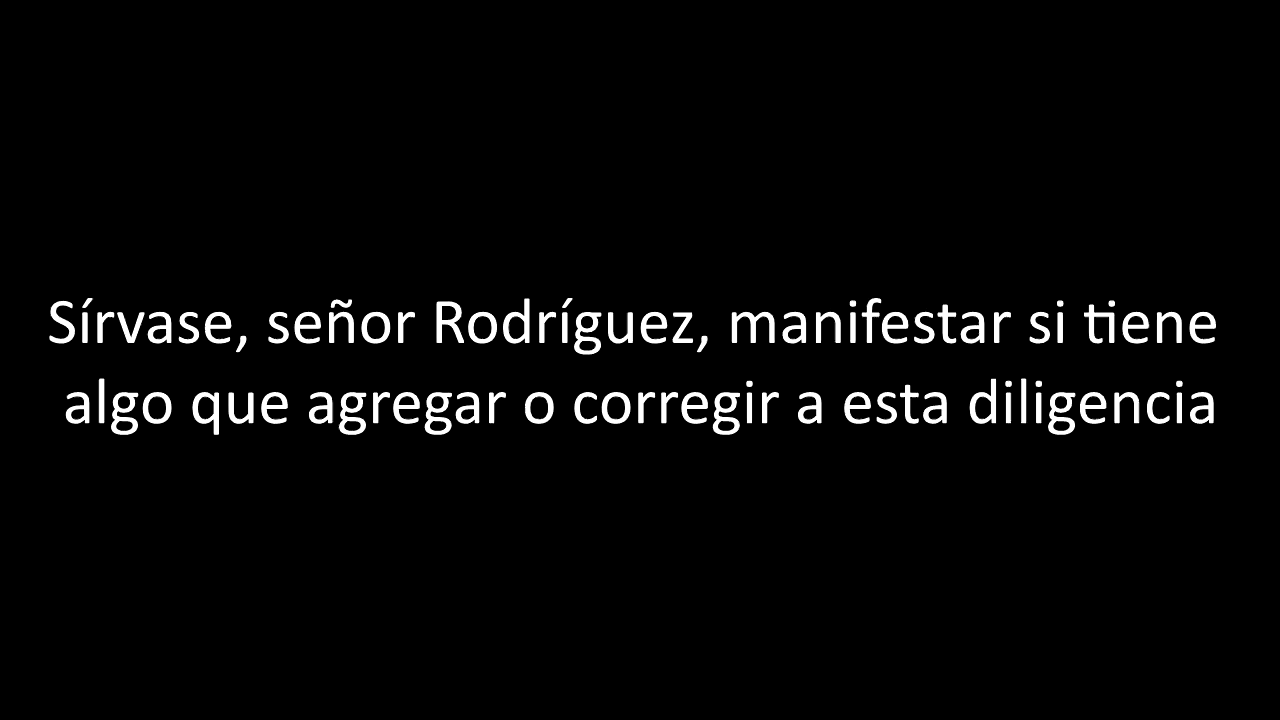 Sírvase, señor Rodríguez, manifestar si tiene
algo que agregar o corregir a esta diligencia